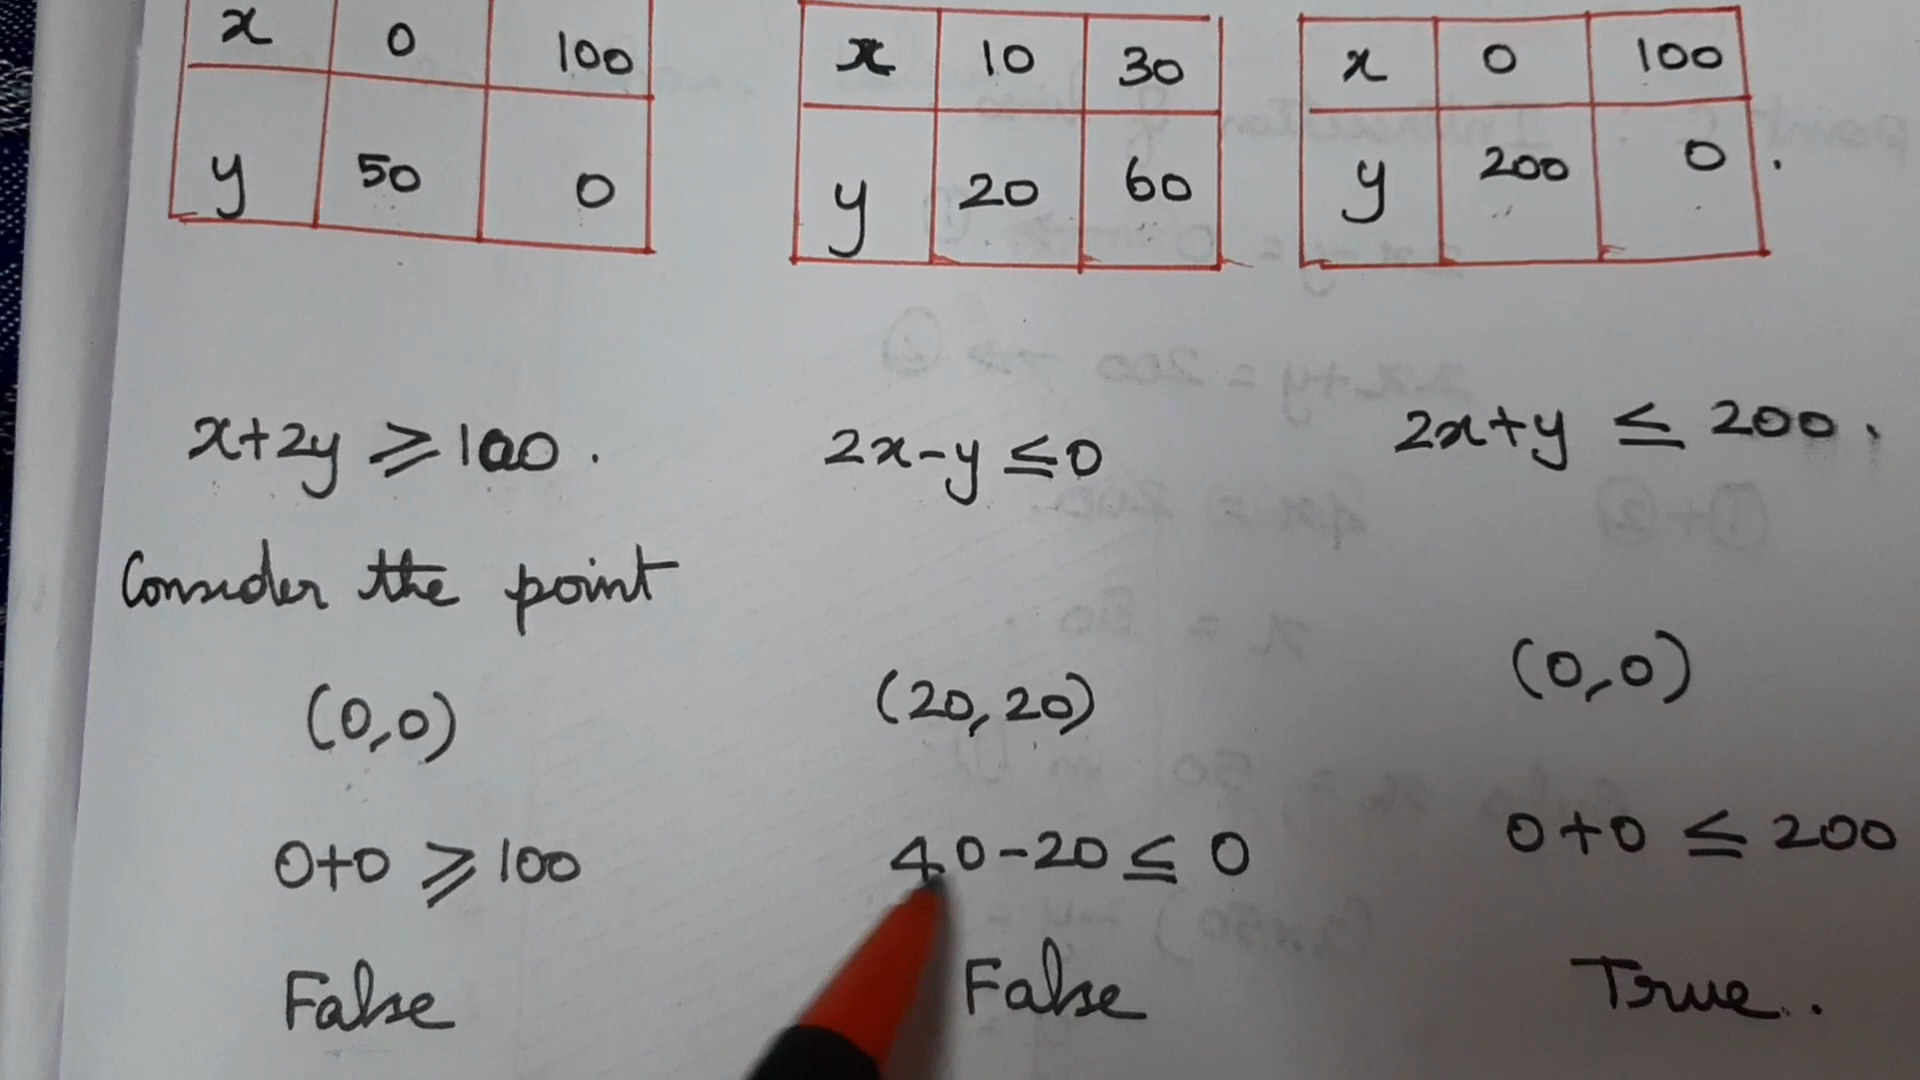 x 0 100
y 50 0
x 10 30
y 20 60
x 0 100
y 200 0 .
x+2y ≥ 100 .
Consider the point
(0,0)
0+0 ≥ 100
False
2x-y ≤ 0
(20, 20)
40-20 ≤ 0
False
2x+y ≤ 200 .
(0,0)
0+0 ≤ 200
True .